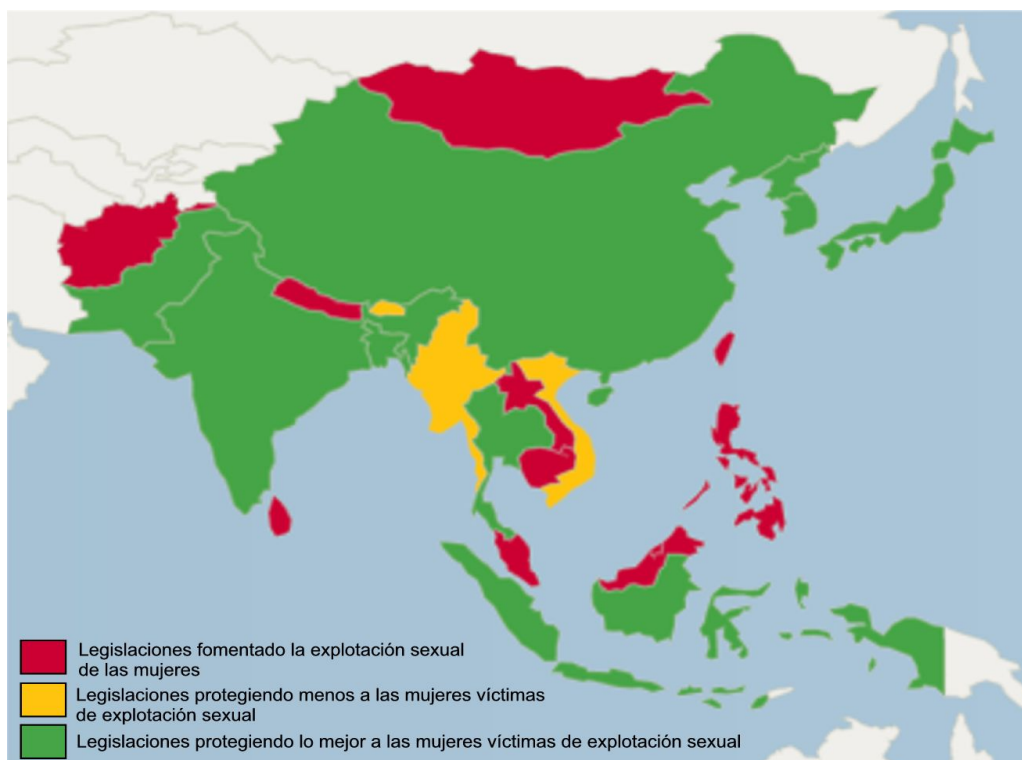 Legislaciones fomentado la explotación sexual
de las mujeres
Legislaciones protegiendo menos a las mujeres víctimas
de explotación sexual
Legislaciones protegiendo lo mejor a las mujeres víctimas de explotación sexual